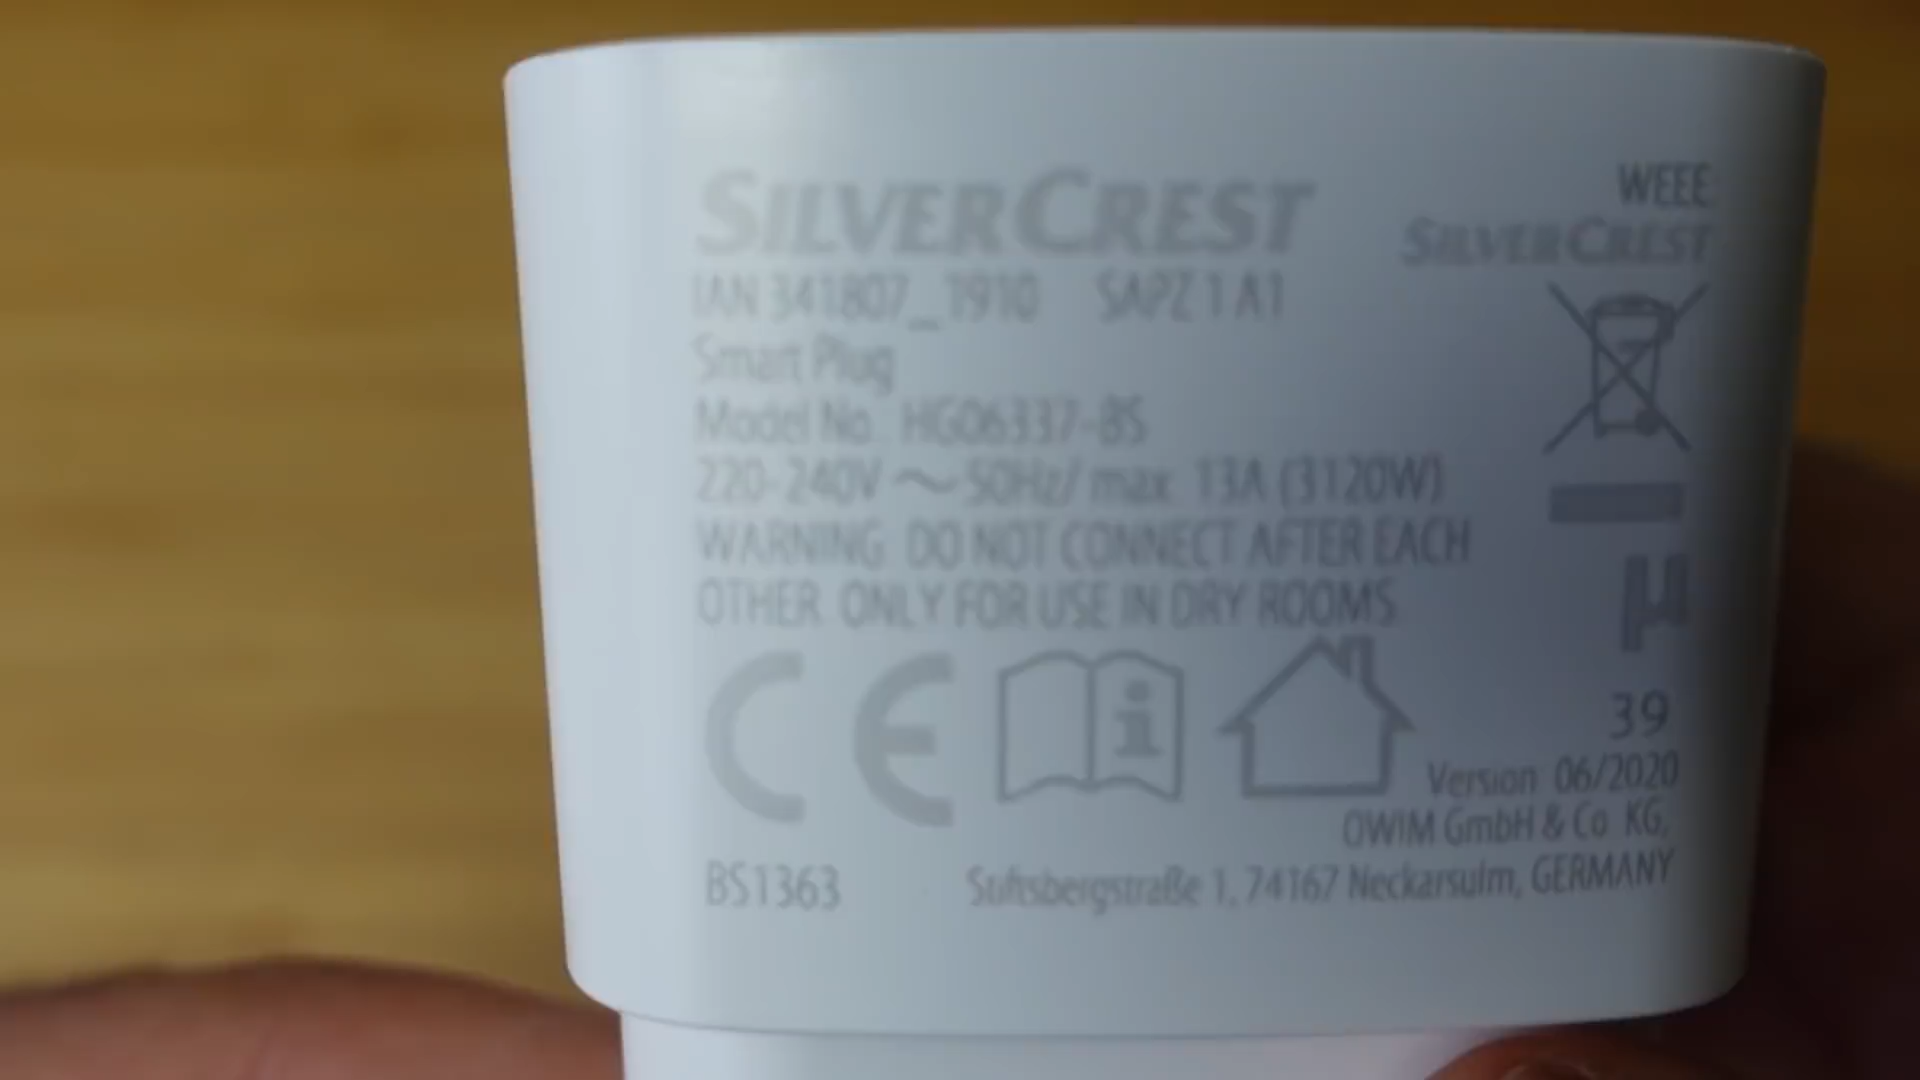 SILVERCREST
IAN 341807_1910 SAPZ 1 A1
Smart Plug
Model No.: HG06337-BS
220-240V ~ 50Hz/ max. 13A (3120W)
WARNING: DO NOT CONNECT AFTER EACH
OTHER. ONLY FOR USE IN DRY ROOMS
CE
BS1363
WEEE:
SILVERCREST
µ
39
Version: 06/2020
OWIM GmbH & Co. KG,
Stiftsbergstraße 1, 74167 Neckarsulm, GERMANY